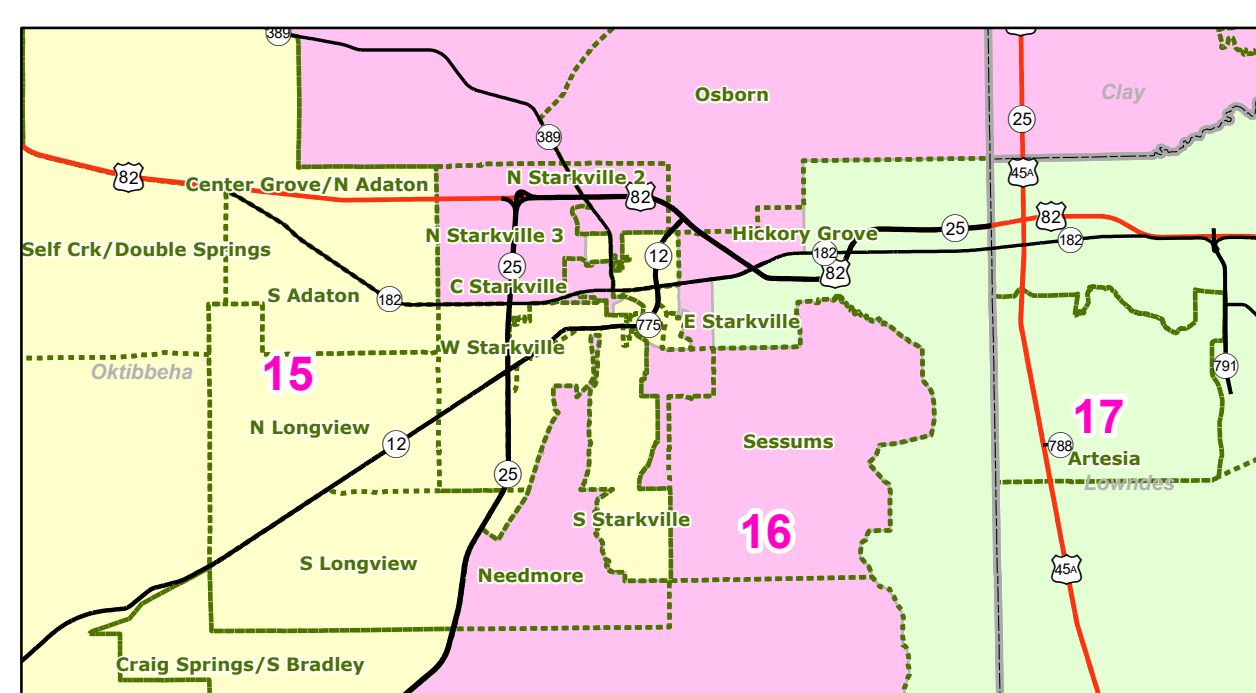 389
Osborn
Clay
25
389
45A
82
Center Grove/N Adaton
N Starkville 2
82
82
Self Crk/Double Springs
N Starkville 3
Hickory Grove
25
182
12
182
25
82
C Starkville
S Adaton
182
E Starkville
775
W Starkville
Oktibbeha
15
791
N Longview
12
17
Sessums
788
Artesia
25
Lowndes
S Starkville
16
S Longview
Needmore
45A
Craig Springs/S Bradley